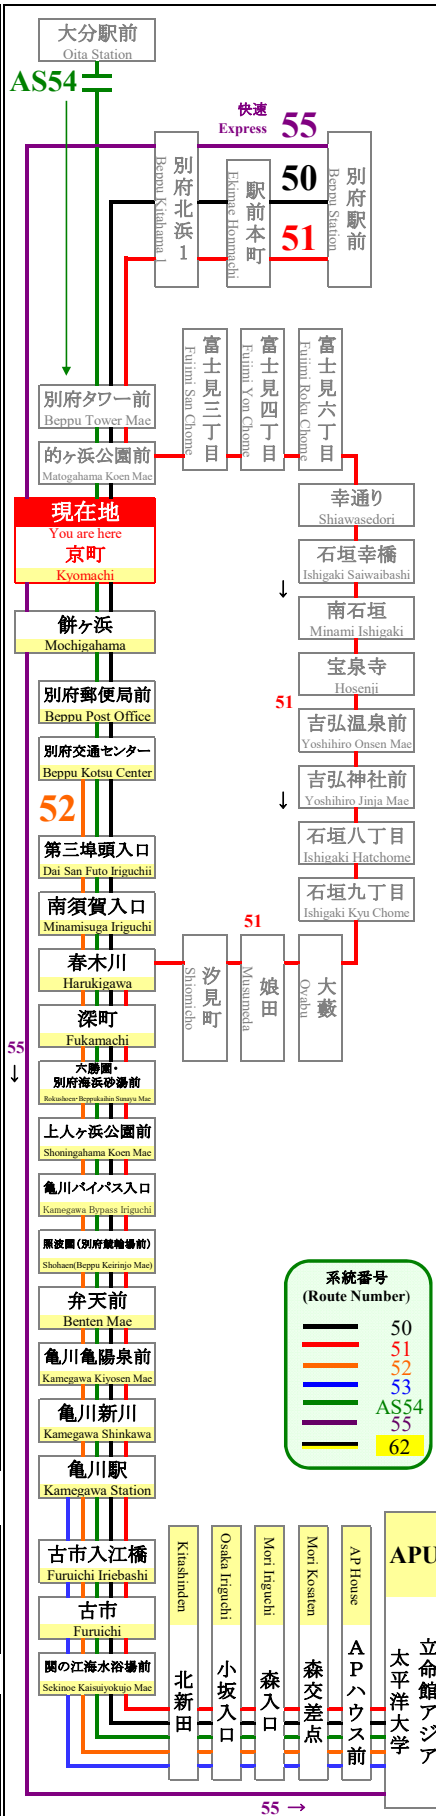 大分駅前
Oita Station
AS54
快速
Express
55
別府北浜1
Beppu Kitahama 1
駅前本町
Ekimae Honmachi
50
51
別府駅前
Beppu Station
別府タワー前
Beppu Tower Mae
的ヶ浜公園前
Matogahama Koen Mae
富士見三丁目
Fujimi San Chome
富士見四丁目
Fujimi Yon Chome
富士見六丁目
Fujimi Roku Chome
現在地
You are here
京町
Kyomachi
幸通り
Shiawasedori
石垣幸橋
Ishigaki Saiwaibashi
↓
餅ヶ浜
Mochigahama
南石垣
Minami Ishigaki
宝泉寺
Hosenji
別府郵便局前
Beppu Post Office
51
吉弘温泉前
Yoshihiro Onsen Mae
別府交通センター
Beppu Kotsu Center
吉弘神社前
Yoshihiro Jinja Mae
↓
52
石垣八丁目
Ishigaki Hatchome
第三埠頭入口
Dai San Futo Iriguchii
石垣九丁目
Ishigaki Kyu Chome
南須賀入口
Minamisuga Iriguchi
51
春木川
Harukigawa
汐見町
Shiomicho
娘田
Musumeda
大藪
Oyabu
深町
Fukamachi
55
↓
六勝園・
別府海浜砂湯前
Rokushoen・Beppukaihin Sunayu Mae
上人ヶ浜公園前
Shoningahama Koen Mae
亀川バイパス入口
Kamegawa Bypass Iriguchi
照波園(別府競輪場前)
Shohaen(Beppu Keirinjo Mae)
弁天前
Benten Mae
亀川亀陽泉前
Kamegawa Kiyosen Mae
亀川新川
Kamegawa Shinkawa
亀川駅
Kamegawa Station
系統番号
(Route Number)
50
51
52
53
AS54
55
62
古市入江橋
Furuichi Iriebashi
古市
Furuichi
関の江海水浴場前
Sekinoe Kaisuiyokujo Mae
Kitashinden
北新田
Osaka Iriguchi
小坂入口
Mori Iriguchi
森入口
Mori Kosaten
森交差点
AP House
APハウス前
APU
立命館アジア
太平洋大学
55 →